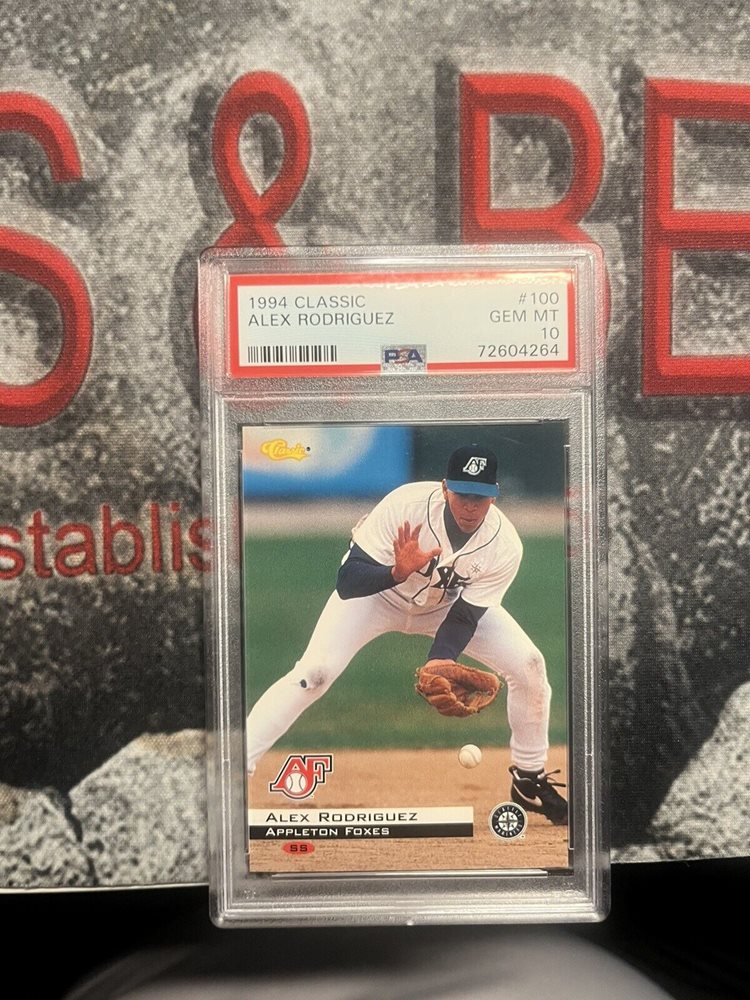 S & BE
stablis
1994 CLASSIC #100
ALEX RODRIGUEZ GEM MT
10
PSA 72604264
Classic
AF
AF
ALEX RODRIGUEZ
APPLETON FOXES
SS